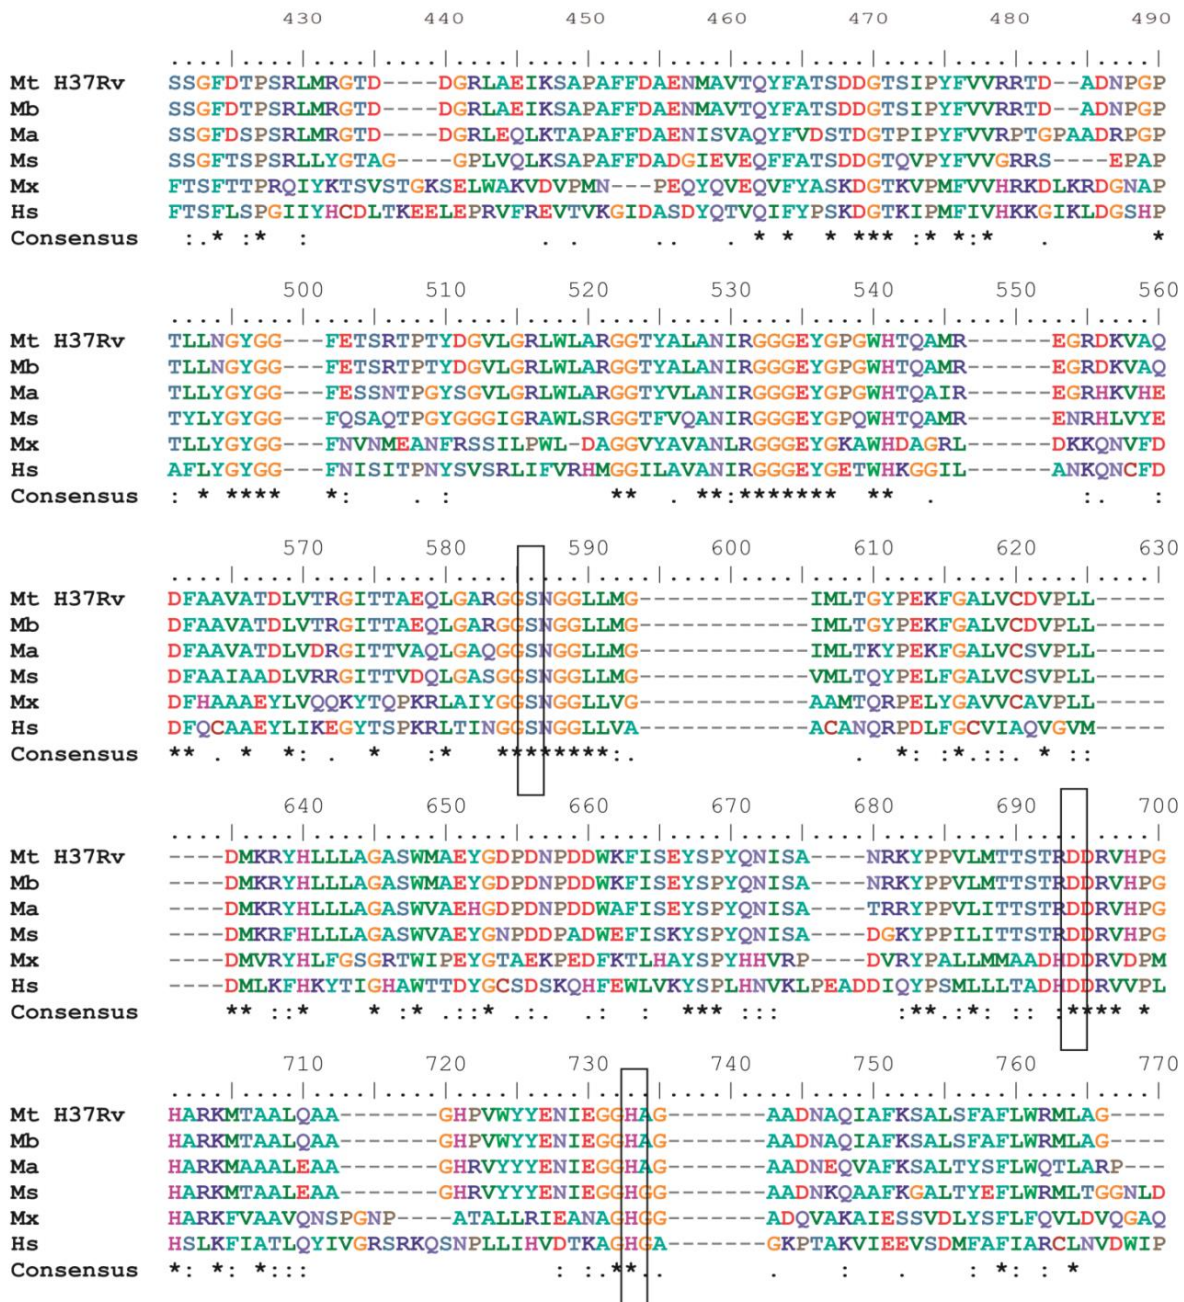 430 440 450 460 470 480 490
Mt H37Rv SSGFDTPSRLMRGTD----DGRLAEIKSAPAFFDAENMAVTQYFATSDDGTSIPYFVVRRTD--ADNPGP
Mb SSGFDTPSRLMRGTD----DGRLAEIKSAPAFFDAENMAVTQYFATSDDGTSIPYFVVRRTD--ADNPGP
Ma SSGFDSPSRLMRGTD----DGRLEQLKTAPAFFDAENISVAQYFVDSTDGTPIPYFVVRPTGPAADRPGP
Ms SSGFTSPSRLLYGTAG----GPLVQLKSAPAFFDADGIEVEQFFATSDDGTQVPYFVVGRRS----EPAP
Mx FTSFTTPRQIYKTSVSTGKSELWAKVDVPMN---PEQYQVEQVFYASKDGTKVPMFVVHRKDLKRDGNAP
Hs FTSFLSPGIIYHCDLTKEELEPRVFREVTVKGIDASDYQTVQIFYPSKDGTKIPMFIVHKKGIKLDGSHP
Consensus :.* :* : . . .. . * * * *** :* *:* . *
500 510 520 530 540 550 560
Mt H37Rv TLLNGYGG---FETSRTPTYDGVLGRLWLARGGTYALANIRGGGEYGPGWHTQAMR------EGRDKVAQ
Mb TLLNGYGG---FETSRTPTYDGVLGRLWLARGGTYALANIRGGGEYGPGWHTQAMR------EGRDKVAQ
Ma TLLYGYGG---FESSNTPGYSGVLGRLWLARGGTYVLANIRGGGEYGPGWHTQAIR------EGRHKVHE
Ms TYLYGYGG---FQSAQTPGYGGGIGRAWLSRGGTFVQANIRGGGEYGPQWHTQAMR------ENRHLVYE
Mx TLLYGYGG---FNVNMEANFRSSILPWL-DAGGVYAVANLRGGGEYGKAWHDAGRL------DKKQNVFD
Hs AFLYGYGG---FNISITPNYSVSRLIFVRHMGGILAVANIRGGGEYGETWHKGGIL------ANKQNCFD
Consensus : * **** *: . . ** . **:******* ** . :. :
570 580 590 600 610 620 630
Mt H37Rv DFAAVATDLVTRGITTAEQLGARGGSNGGLLMG------------IMLTGYPEKFGALVCDVPLL----
Mb DFAAVATDLVTRGITTAEQLGARGGSNGGLLMG------------IMLTGYPEKFGALVCDVPLL----
Ma DFAAVATDLVDRGITTVAQLGAQGGSNGGLLMG------------IMLTKYPEKFGALVCSVPLL----
Ms DFAAIAADLVRRGITTVDQLGASGGSNGGLLMG------------VMLTQYPELFGAIVCSVPLL----
Mx DFHAAAEYLVQQKYTQPKRLAIYGGSNGGLLVG------------AAMTQRPELYGAVVCAVPLL----
Hs DFQCAAEYLIKEGYTSPKRLTINGGSNGGLLVA------------ACANQRPDLFGCVIAQVGVM----
Consensus ** . * *: . * :* ********:. . *: :*.::. * ::
640 650 660 670 680 690 700
Mt H37Rv ----DMKRYHLLLAGASWMAEYGDPDNPDDWKFISEYSPYQNISA----NRKYPPVLMTTSTRDDRVHPG
Mb ----DMKRYHLLLAGASWMAEYGDPDNPDDWKFISEYSPYQNISA----NRKYPPVLMTTSTRDDRVHPG
Ma ----DMKRYHLLLAGASWVAEHGDPDNPDDWAFISEYSPYQNISA----TRRYPPVLITTSTRDDRVHPG
Ms ----DMKRFHLLLAGASWVAEYGNPDDPADWEFISKYSPYQNISA----DGKYPPILITTSTRDDRVHPG
Mx ----DMVRYHLFGSGRTWIPEYGTAEKPEDFKTLHAYSPYHHVRP----DVRYPALLMMAADHDDRVDPM
Hs ----DMLKFHKYTIGHAWTTDYGCSDSKQHFEWLVKYSPLHNVKLPEADDIQYPSMLLLTADHDDRVVPL
Consensus ** ::* * :* .::* .: .: : *** ::: :**.:*: :: :**** *
710 720 730 740 750 760 770
Mt H37Rv HARKMTAALQAA-------GHPVWYYENIEGGHAG-------AADNAQIAFKSALSFAFLWRMLAG----
Mb HARKMTAALQAA-------GHPVWYYENIEGGHAG-------AADNAQIAFKSALSFAFLWRMLAG----
Ma HARKMAAALEAA-------GHRVYYYENIEGGHAG-------AADNEQVAFKSALTYSFLWQTLARP---
Ms HARKMTAALEAA-------GHRVYYYENIEGGHGG-------AADNKQAAFKGALTYEFLWRMLTGGNLD
Mx HARKFVAAVQNSPGNP----ATALLRIEANAGHGG-------ADQVAKAIESSVDLYSFLFQVLDVQGAQ
Hs HSLKFIATLQYIVGRSRKQSNPLLIHVDTKAGHGA-------GKPTAKVIEEVSDMFAFIARCLNVDWIP
Consensus *: *: *::: : :.**.. . : . : *: : *